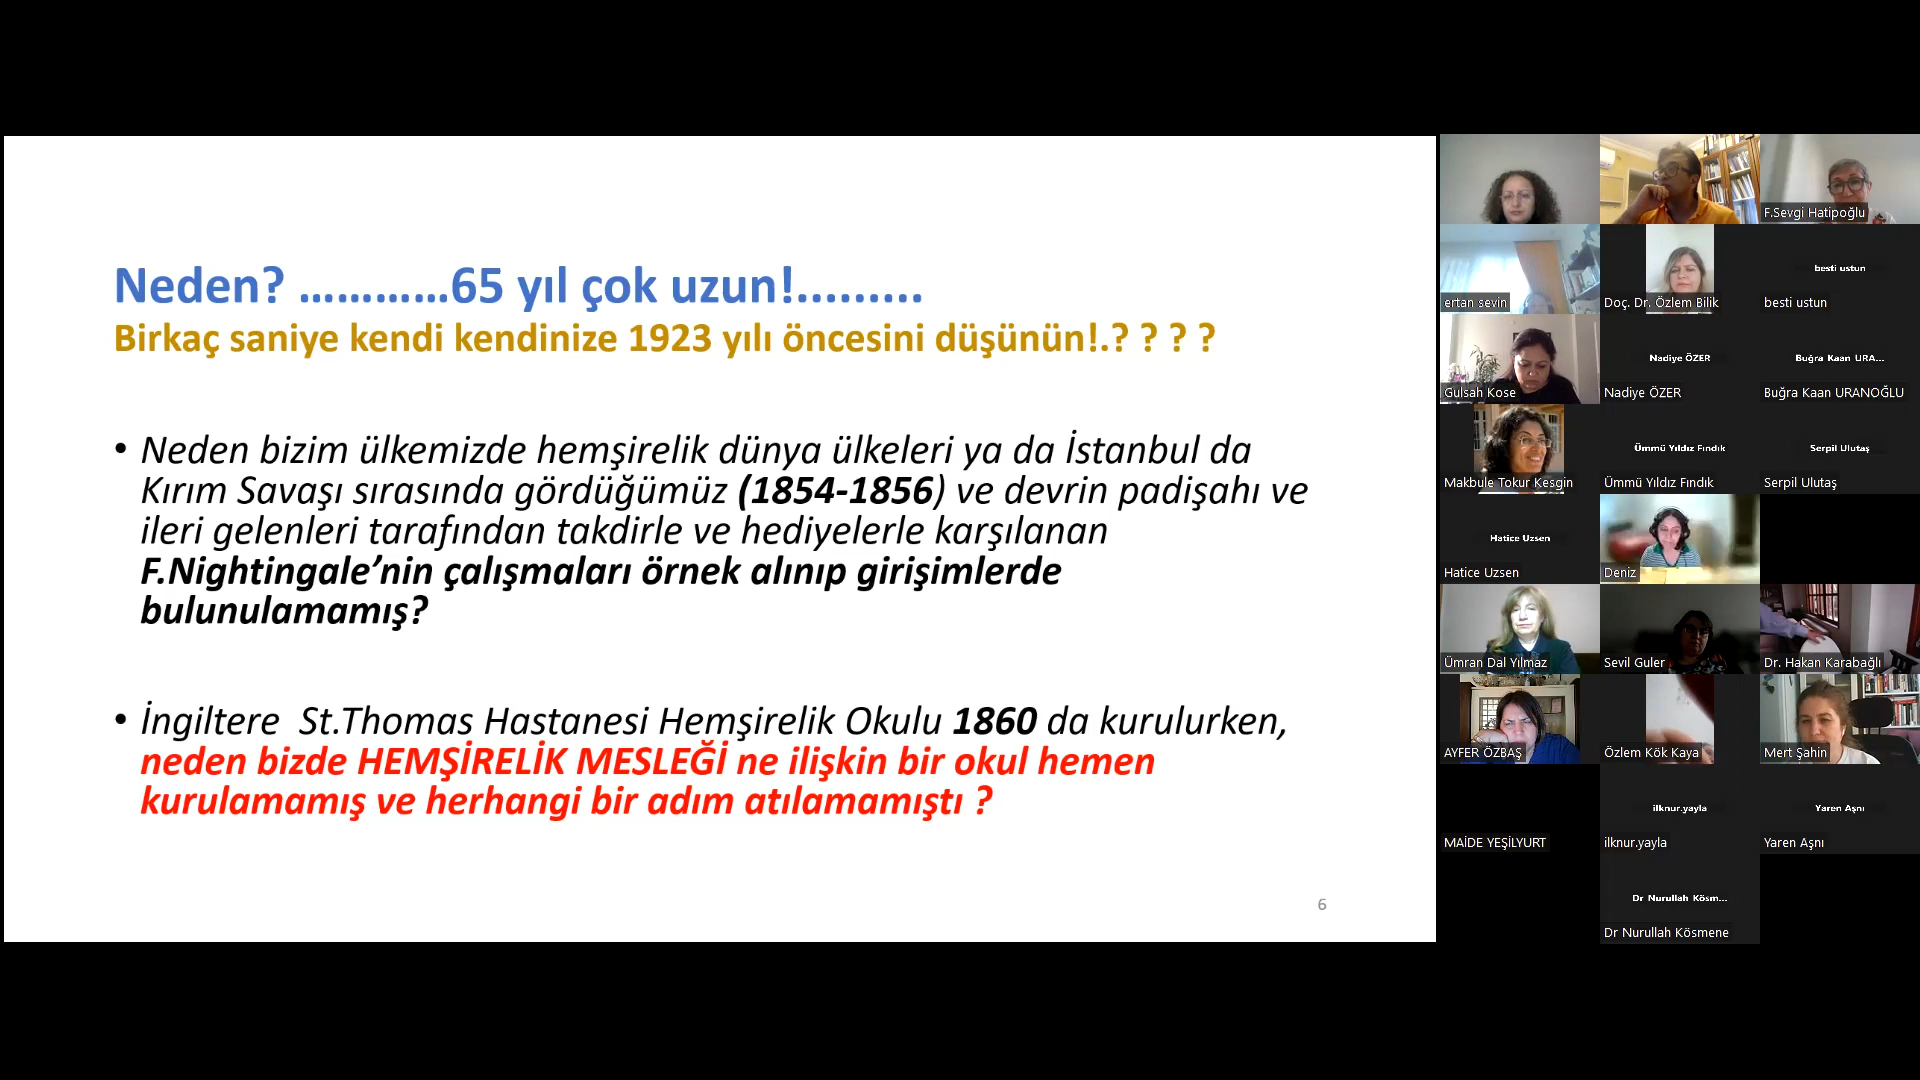 Neden? …………65 yıl çok uzun!.........
Birkaç saniye kendi kendinize 1923 yılı öncesini düşünün!.? ? ? ?
• Neden bizim ülkemizde hemşirelik dünya ülkeleri ya da İstanbul da
Kırım Savaşı sırasında gördüğümüz (1854-1856) ve devrin padişahı ve
ileri gelenleri tarafından takdirle ve hediyelerle karşılanan
F.Nightingale’nin çalışmaları örnek alınıp girişimlerde
bulunulamamış?
• İngiltere St.Thomas Hastanesi Hemşirelik Okulu 1860 da kurulurken,
neden bizde HEMŞİRELİK MESLEĞİ ne ilişkin bir okul hemen
kurulamamış ve herhangi bir adım atılamamıştı ?
6
F.Sevgi Hatipoğlu
ertan sevin
Doç. Dr. Özlem Bilik
besti ustun
besti ustun
Gulsah Kose
Nadiye ÖZER
Nadiye ÖZER
Buğra Kaan URA...
Buğra Kaan URANOĞLU
Makbule Tokur Kesgin
Ümmü Yıldız Fındık
Ümmü Yıldız Fındık
Serpil Ulutaş
Serpil Ulutaş
Hatice Uzsen
Hatice Uzsen
Deniz
Ümran Dal Yılmaz
Sevil Guler
Dr. Hakan Karabağlı
AYFER ÖZBAŞ
Özlem Kök Kaya
Mert Şahin
MAİDE YEŞİLYURT
ilknur.yayla
ilknur.yayla
Yaren Aşnı
Yaren Aşnı
Dr Nurullah Kösm...
Dr Nurullah Kösmene